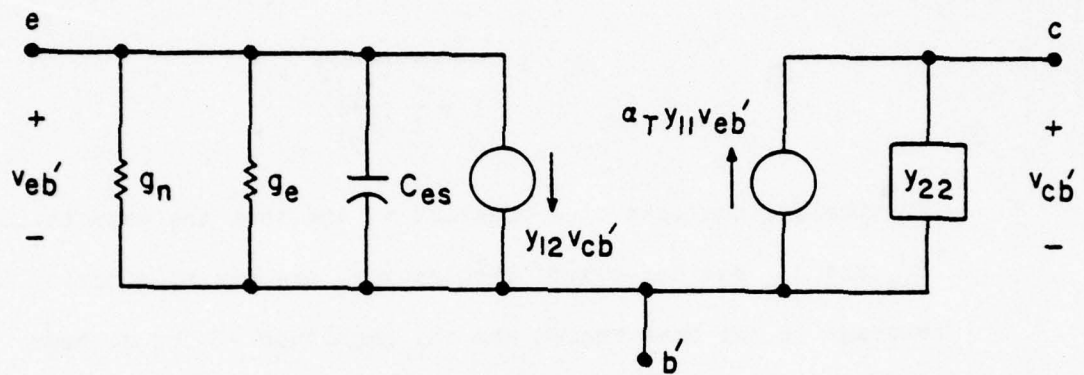 e
c
+
v_eb′
−
g_n
g_e
C_es
y_12 v_cb′
α_T y_11 v_eb′
y_22
+
v_cb′
−
b′